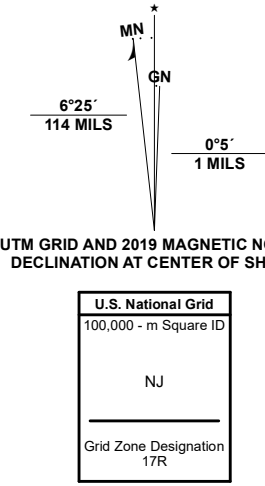 ★
MN
GN
6°25´
114 MILS
0°5´
1 MILS
UTM GRID AND 2019 MAGNETIC NO
DECLINATION AT CENTER OF SH
U.S. National Grid
100,000 - m Square ID
NJ
Grid Zone Designation
17R